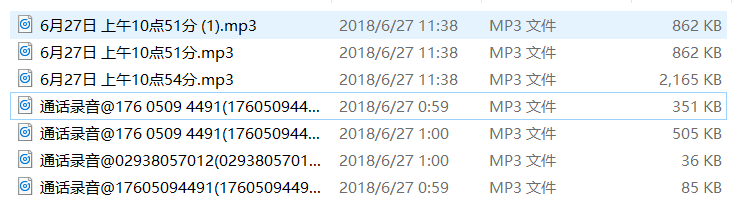 6月27日 上午10点51分 (1).mp3 2018/6/27 11:38 MP3 文件 862 KB
6月27日 上午10点51分.mp3 2018/6/27 11:38 MP3 文件 862 KB
6月27日 上午10点54分.mp3 2018/6/27 11:38 MP3 文件 2,165 KB
通话录音@176 0509 4491(176050944... 2018/6/27 0:59 MP3 文件 351 KB
通话录音@176 0509 4491(176050944... 2018/6/27 1:00 MP3 文件 505 KB
通话录音@02938057012(0293805701... 2018/6/27 1:00 MP3 文件 36 KB
通话录音@17605094491(1760509449... 2018/6/27 0:59 MP3 文件 85 KB